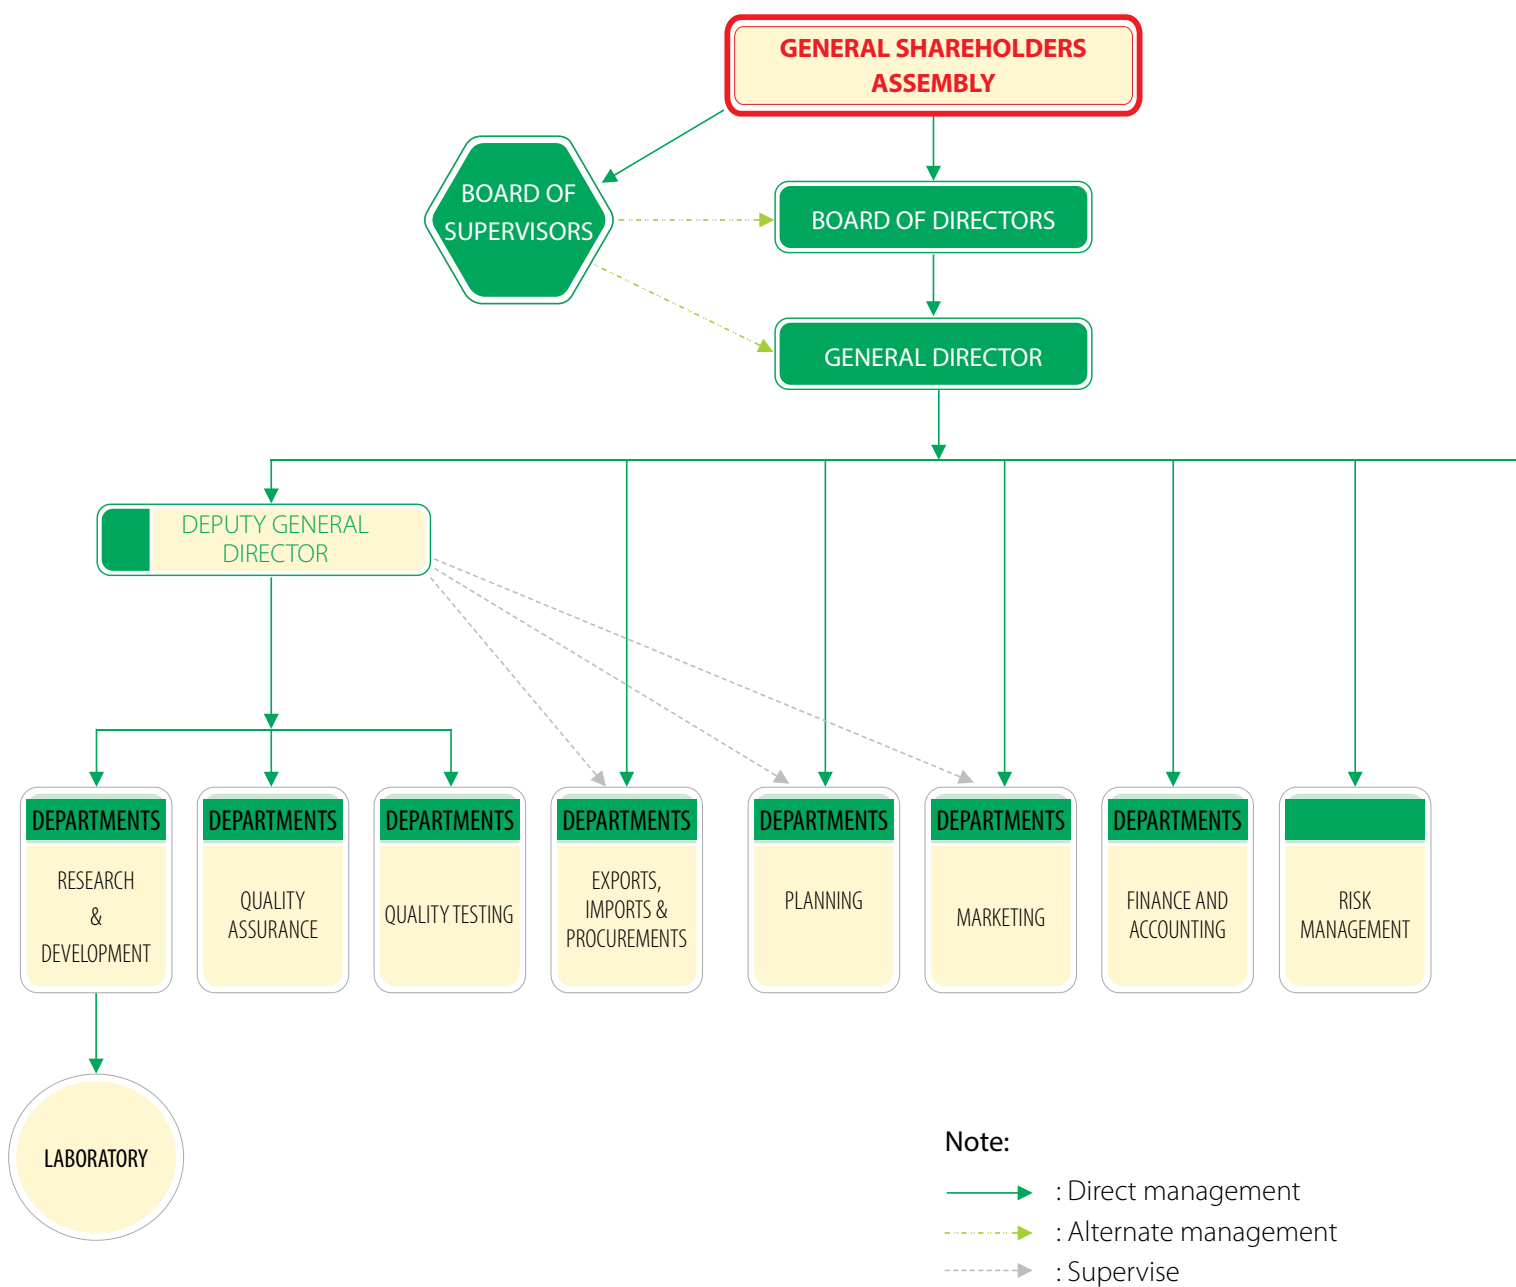 GENERAL SHAREHOLDERS
ASSEMBLY
BOARD OF
SUPERVISORS
BOARD OF DIRECTORS
GENERAL DIRECTOR
DEPUTY GENERAL
DIRECTOR
DEPARTMENTS
RESEARCH
&
DEVELOPMENT
DEPARTMENTS
QUALITY
ASSURANCE
DEPARTMENTS
QUALITY TESTING
DEPARTMENTS
EXPORTS,
IMPORTS &
PROCUREMENTS
DEPARTMENTS
PLANNING
DEPARTMENTS
MARKETING
DEPARTMENTS
FINANCE AND
ACCOUNTING
RISK
MANAGEMENT
LABORATORY
Note:
: Direct management
: Alternate management
: Supervise